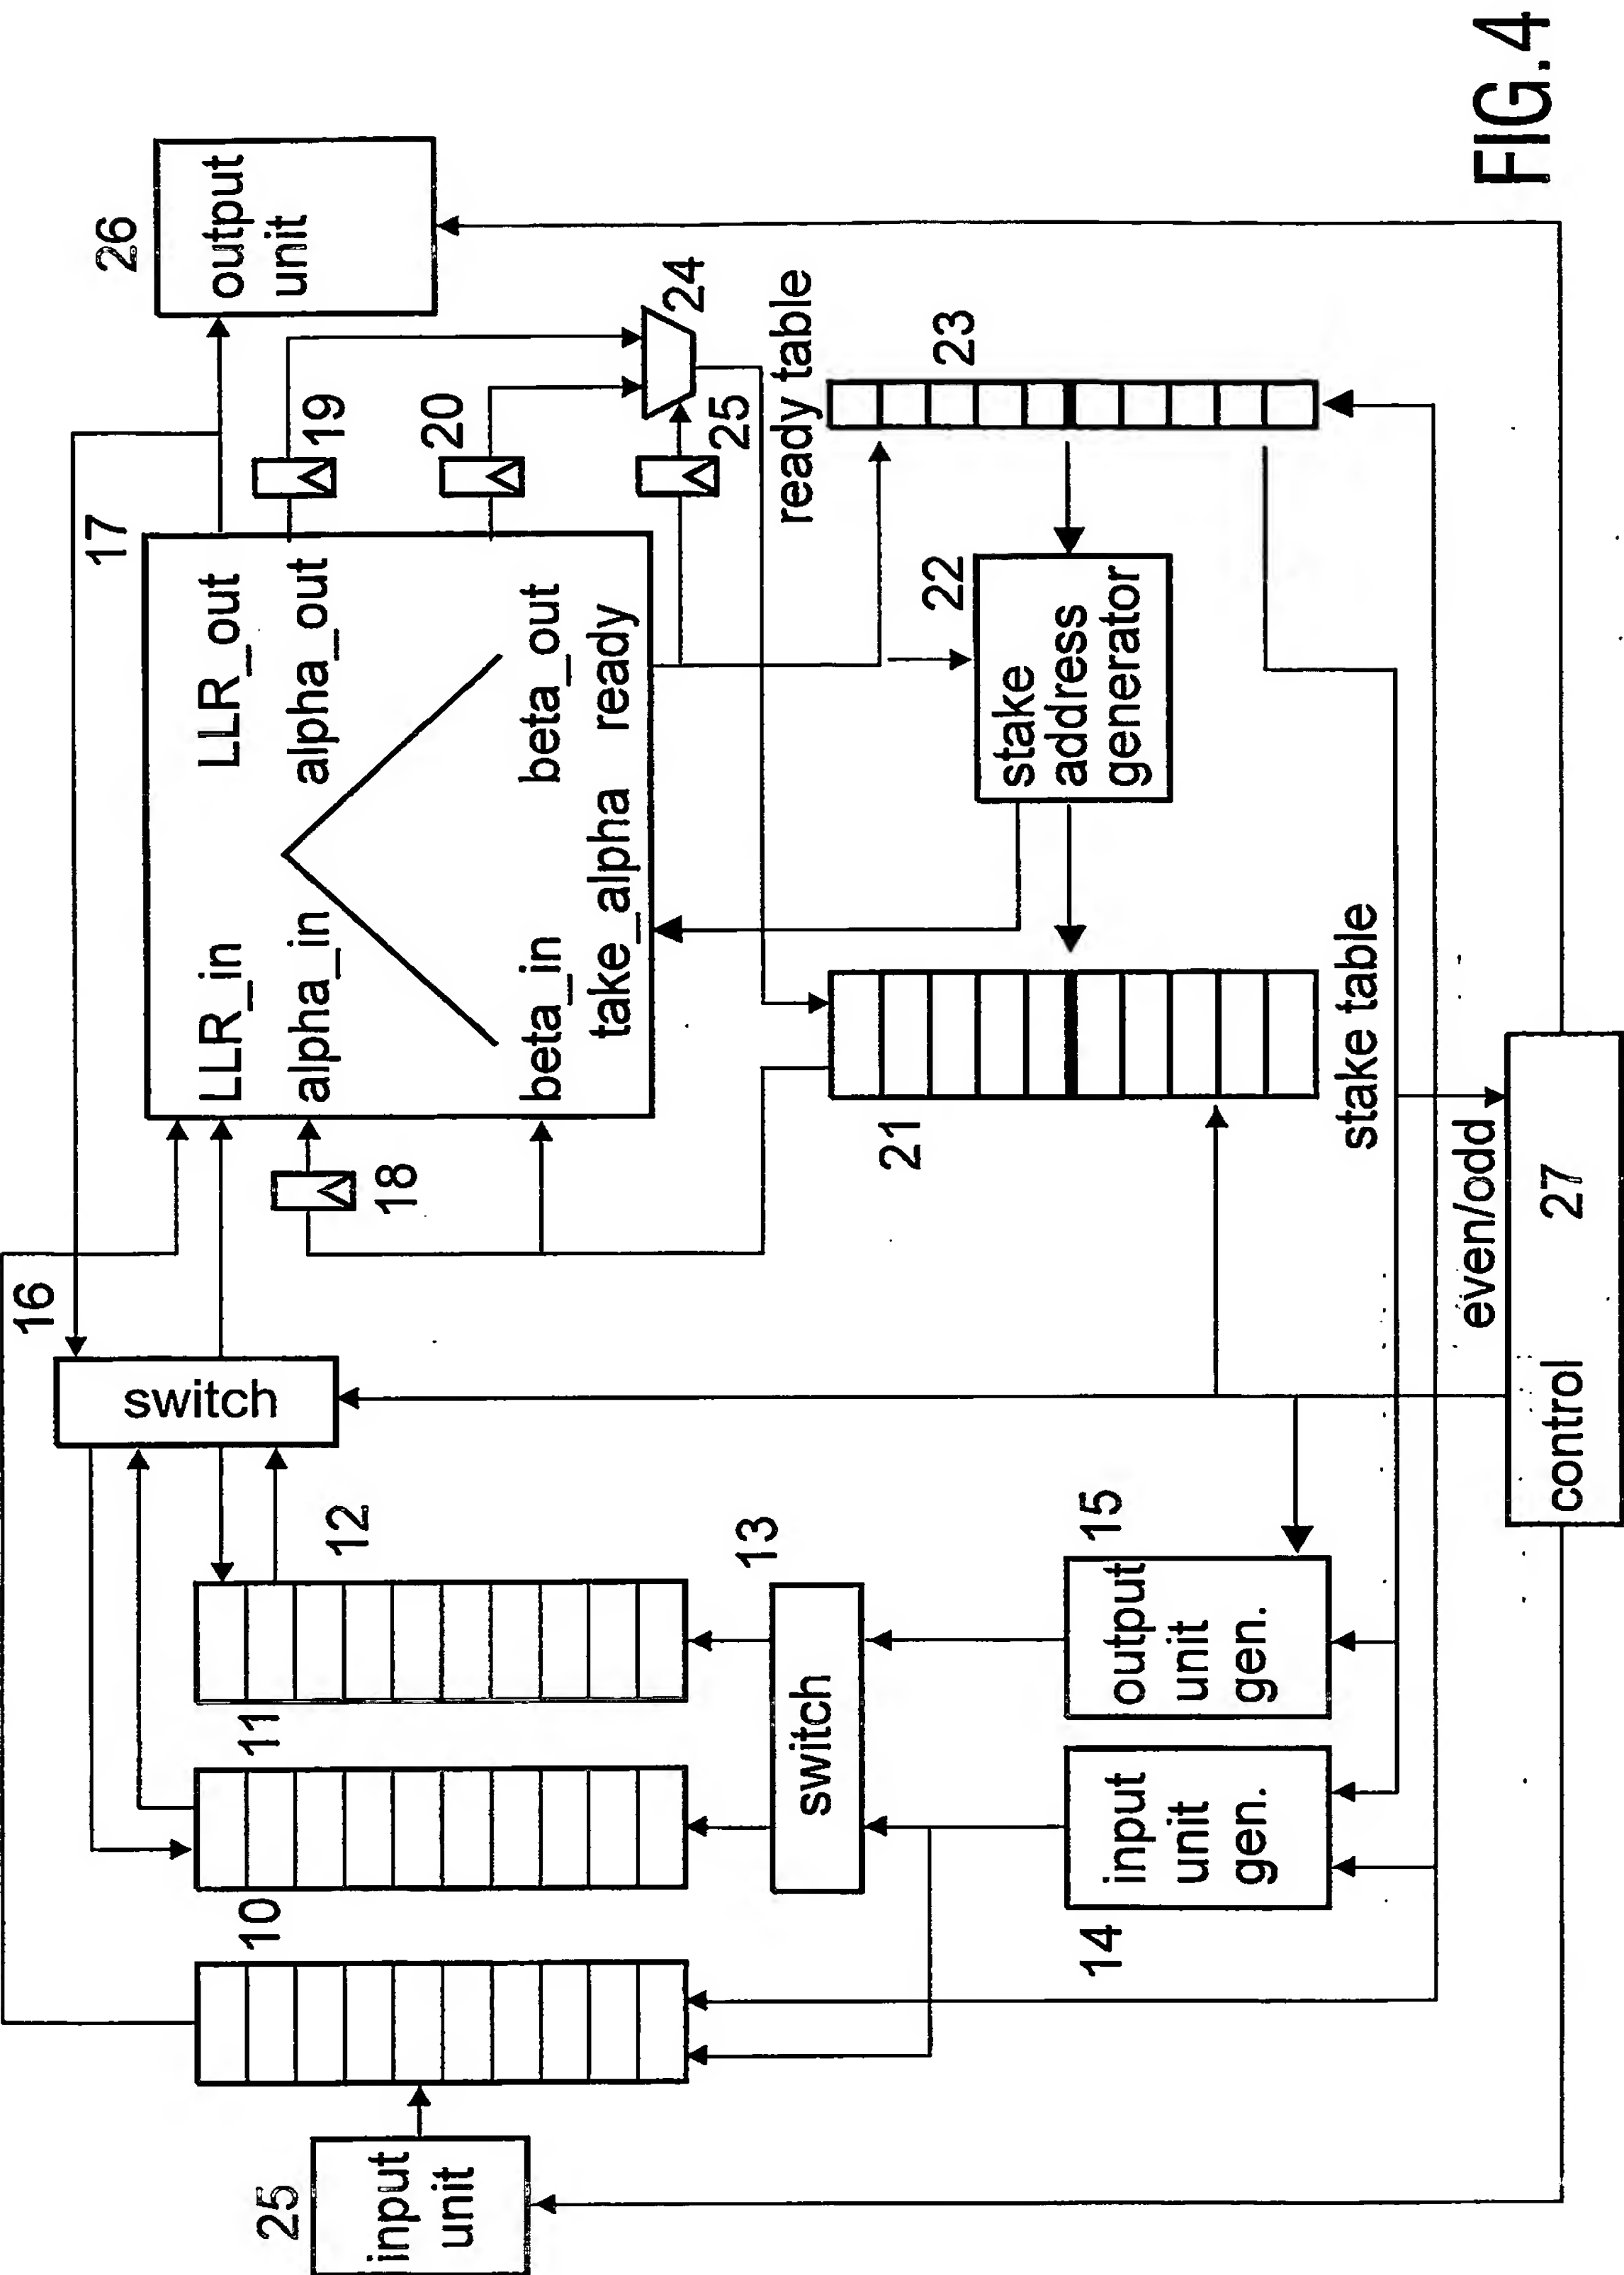 26
output
unit
17
LLR_in
LLR_out
alpha_in
alpha_out
beta_in
beta_out
take_alpha
ready
16
switch
18
19
20
24
25
ready table
23
22
stake
address
generator
21
stake table
10
11
12
13
switch
15
output
unit
gen.
14
input
unit
gen.
25
input
unit
even/odd
control
27
FIG.4